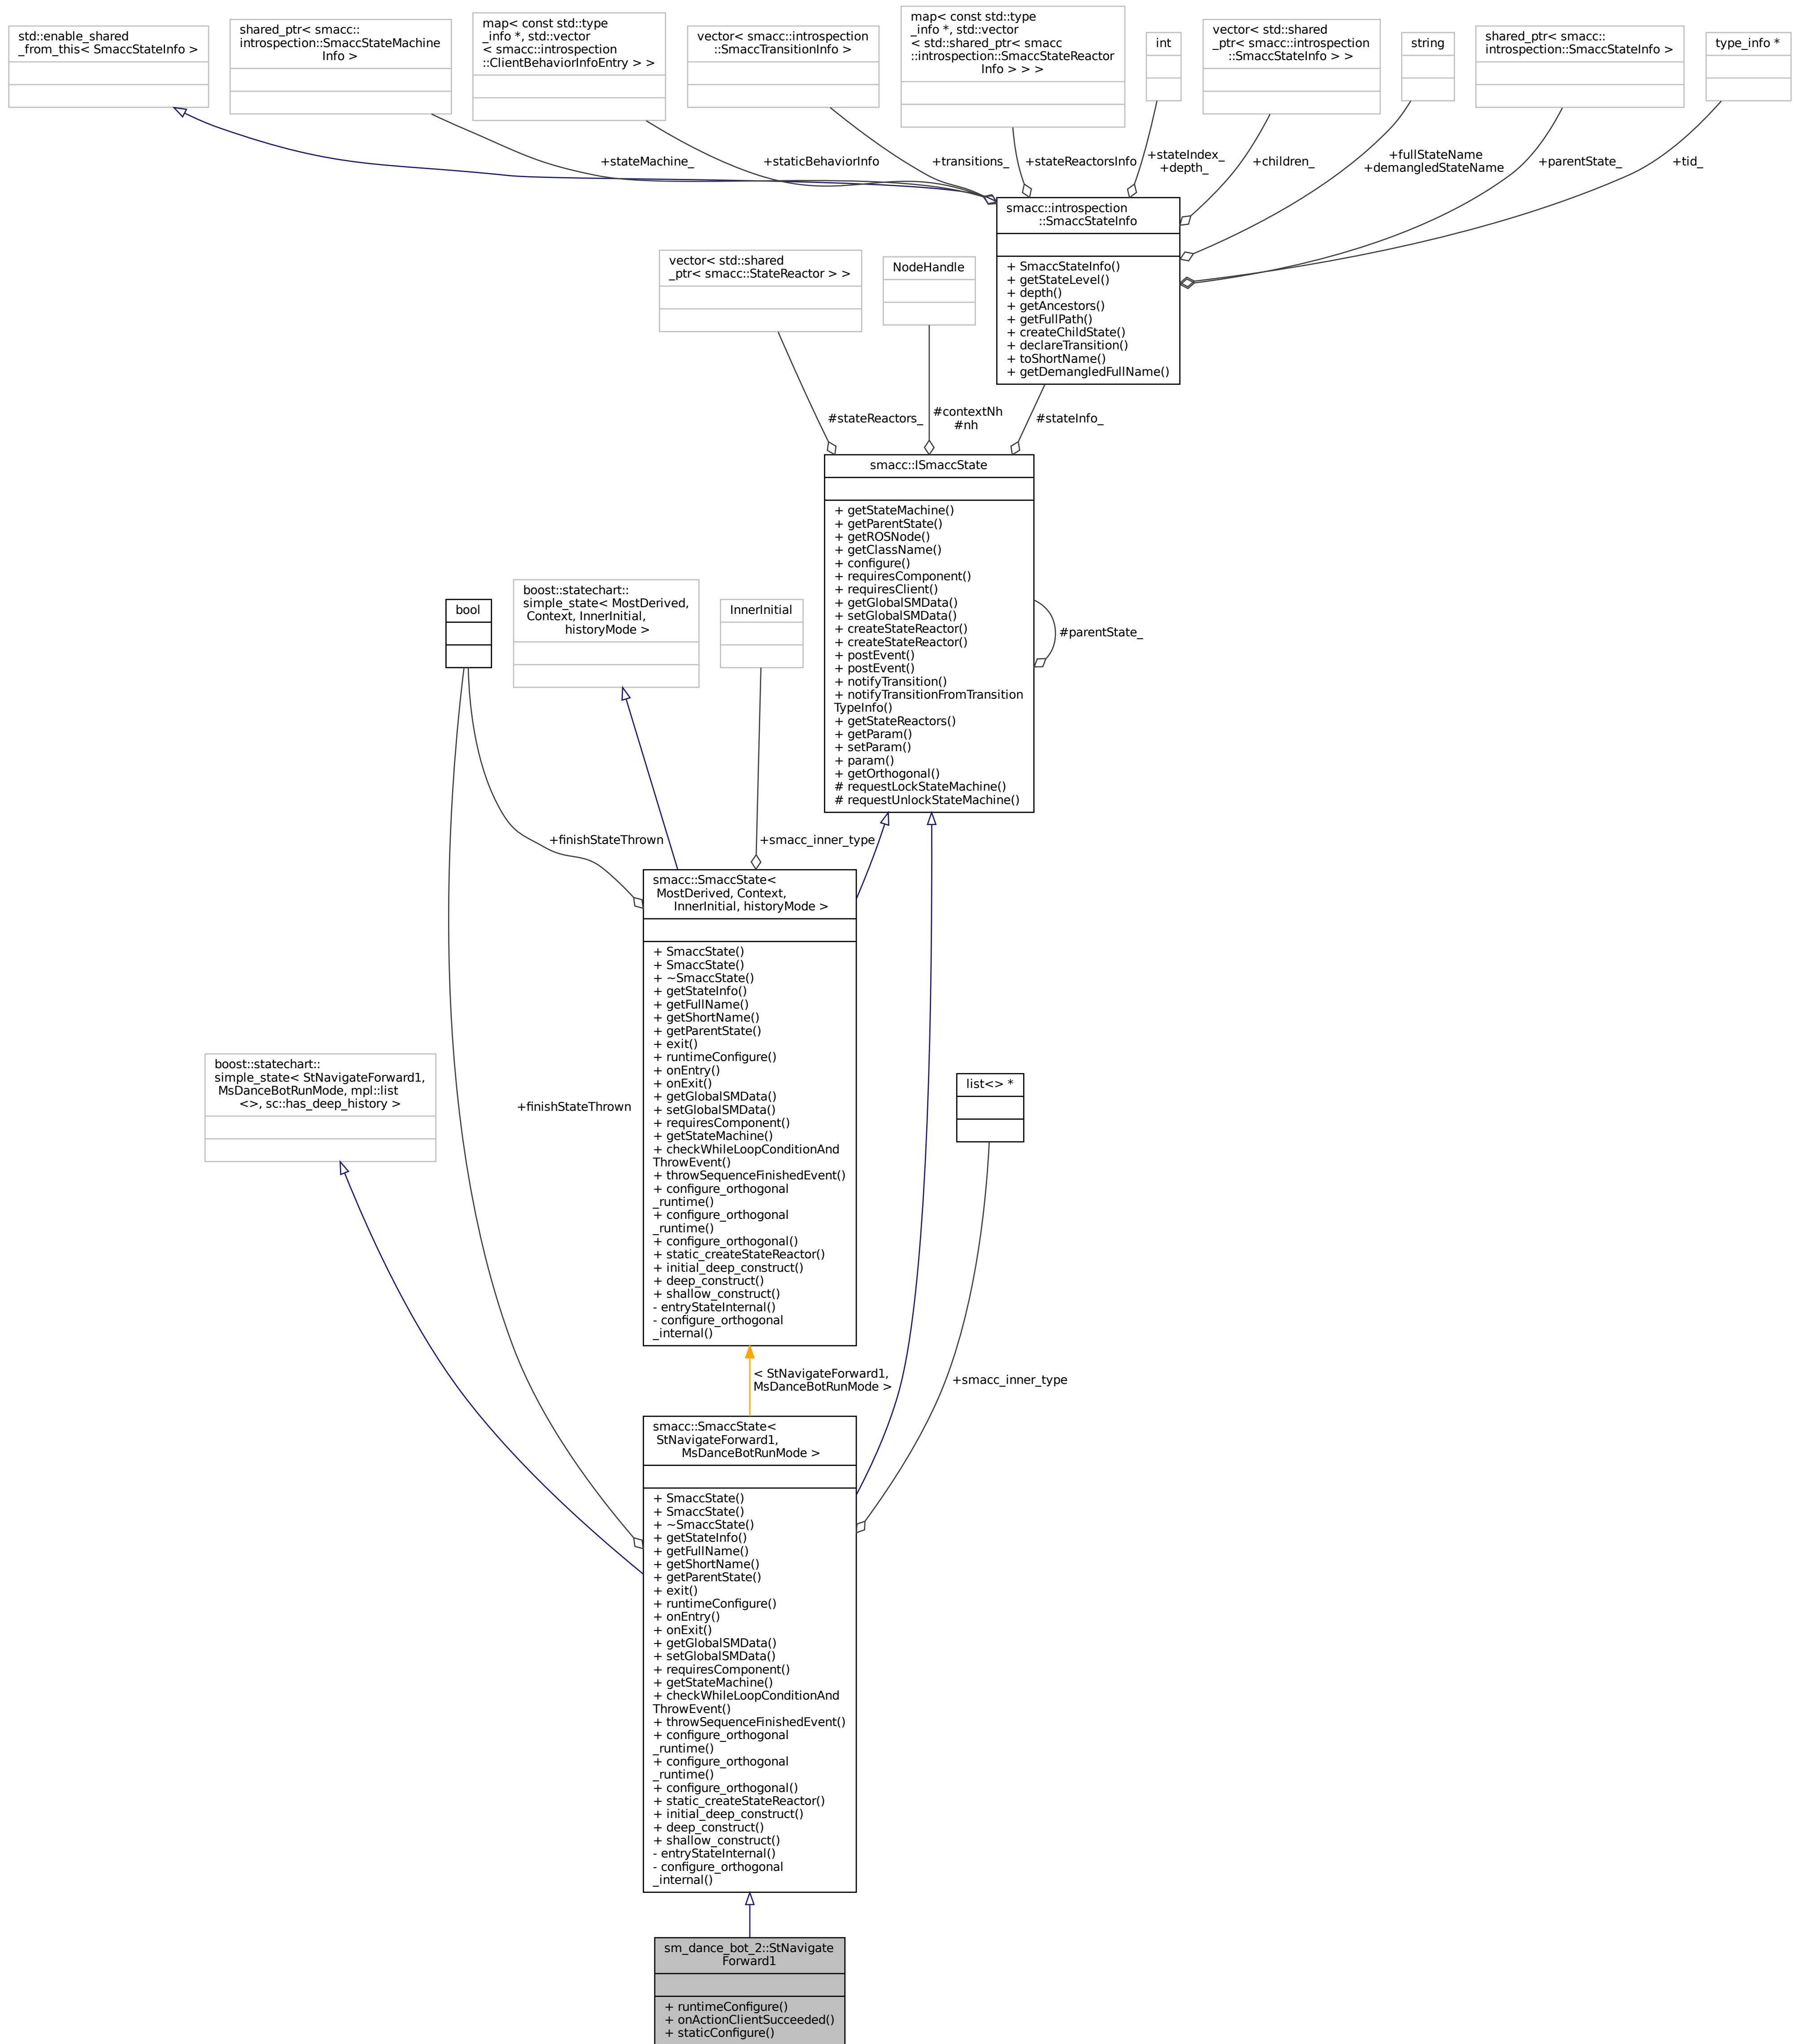 std::enable_shared
_from_this< SmaccStateInfo >
shared_ptr< smacc::
introspection::SmaccStateMachine
Info >
map< const std::type
_info *, std::vector
< smacc::introspection
::ClientBehaviorInfoEntry > >
vector< smacc::introspection
::SmaccTransitionInfo >
map< const std::type
_info *, std::vector
< std::shared_ptr< smacc
::introspection::SmaccStateReactor
Info > > >
int
vector< std::shared
_ptr< smacc::introspection
::SmaccStateInfo > >
string
shared_ptr< smacc::
introspection::SmaccStateInfo >
type_info *
+stateMachine_
+staticBehaviorInfo
+transitions_
+stateReactorsInfo
+stateIndex_
+depth_
+children_
+fullStateName
+demangledStateName
+parentState_
+tid_
smacc::introspection
::SmaccStateInfo
+ SmaccStateInfo()
+ getStateLevel()
+ depth()
+ getAncestors()
+ getFullPath()
+ createChildState()
+ declareTransition()
+ toShortName()
+ getDemangledFullName()
vector< std::shared
_ptr< smacc::StateReactor > >
NodeHandle
#stateReactors_
#contextNh
#nh
#stateInfo_
smacc::ISmaccState
+ getStateMachine()
+ getParentState()
+ getROSNode()
+ getClassName()
+ configure()
+ requiresComponent()
+ requiresClient()
+ getGlobalSMData()
+ setGlobalSMData()
+ createStateReactor()
+ createStateReactor()
+ postEvent()
+ postEvent()
+ notifyTransition()
+ notifyTransitionFromTransition
TypeInfo()
+ getStateReactors()
+ getParam()
+ setParam()
+ param()
+ getOrthogonal()
# requestLockStateMachine()
# requestUnlockStateMachine()
#parentState_
bool
boost::statechart::
simple_state< MostDerived,
Context, InnerInitial,
historyMode >
InnerInitial
+finishStateThrown
+smacc_inner_type
smacc::SmaccState<
MostDerived, Context,
InnerInitial, historyMode >
+ SmaccState()
+ SmaccState()
+ ~SmaccState()
+ getStateInfo()
+ getFullName()
+ getShortName()
+ getParentState()
+ exit()
+ runtimeConfigure()
+ onEntry()
+ onExit()
+ getGlobalSMData()
+ setGlobalSMData()
+ requiresComponent()
+ getStateMachine()
+ checkWhileLoopConditionAnd
ThrowEvent()
+ throwSequenceFinishedEvent()
+ configure_orthogonal
_runtime()
+ configure_orthogonal
_runtime()
+ configure_orthogonal()
+ static_createStateReactor()
+ initial_deep_construct()
+ deep_construct()
+ shallow_construct()
- entryStateInternal()
- configure_orthogonal
_internal()
boost::statechart::
simple_state< StNavigateForward1,
MsDanceBotRunMode, mpl::list
<>, sc::has_deep_history >
+finishStateThrown
list<> *
< StNavigateForward1,
MsDanceBotRunMode >
+smacc_inner_type
smacc::SmaccState<
StNavigateForward1,
MsDanceBotRunMode >
+ SmaccState()
+ SmaccState()
+ ~SmaccState()
+ getStateInfo()
+ getFullName()
+ getShortName()
+ getParentState()
+ exit()
+ runtimeConfigure()
+ onEntry()
+ onExit()
+ getGlobalSMData()
+ setGlobalSMData()
+ requiresComponent()
+ getStateMachine()
+ checkWhileLoopConditionAnd
ThrowEvent()
+ throwSequenceFinishedEvent()
+ configure_orthogonal
_runtime()
+ configure_orthogonal
_runtime()
+ configure_orthogonal()
+ static_createStateReactor()
+ initial_deep_construct()
+ deep_construct()
+ shallow_construct()
- entryStateInternal()
- configure_orthogonal
_internal()
sm_dance_bot_2::StNavigate
Forward1
+ runtimeConfigure()
+ onActionClientSucceeded()
+ staticConfigure()